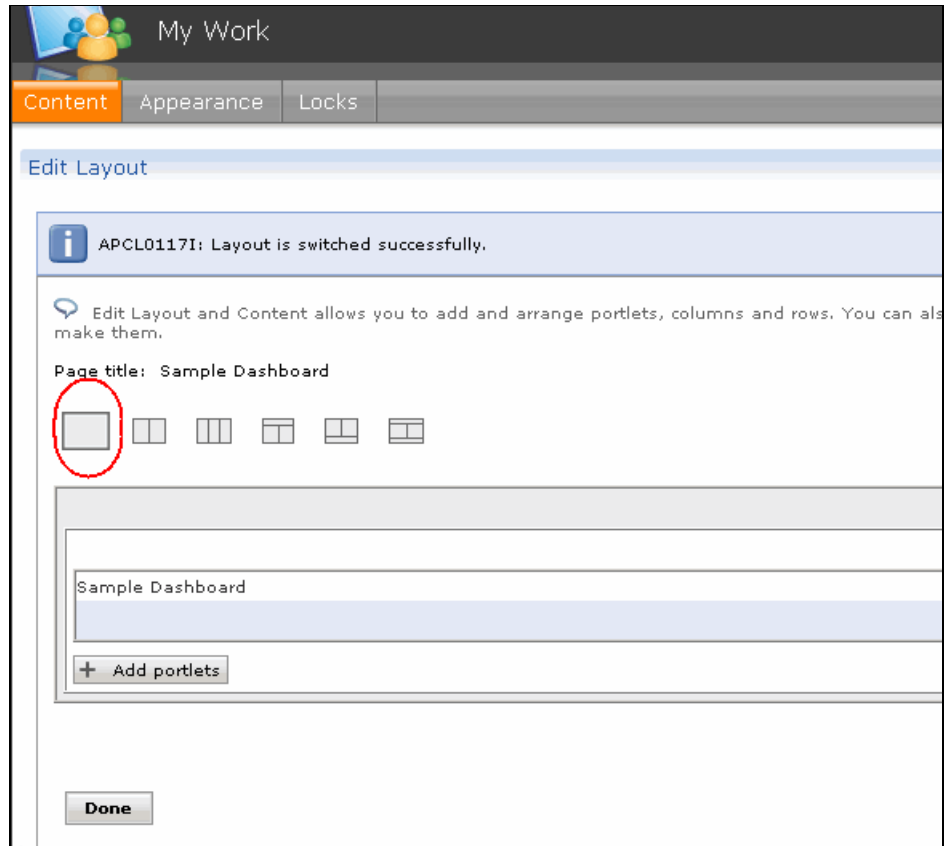 My Work
Content Appearance Locks
Edit Layout
APCL0117I: Layout is switched successfully.
Edit Layout and Content allows you to add and arrange portlets, columns and rows. You can als
make them.
Page title: Sample Dashboard
Sample Dashboard
+ Add portlets
Done